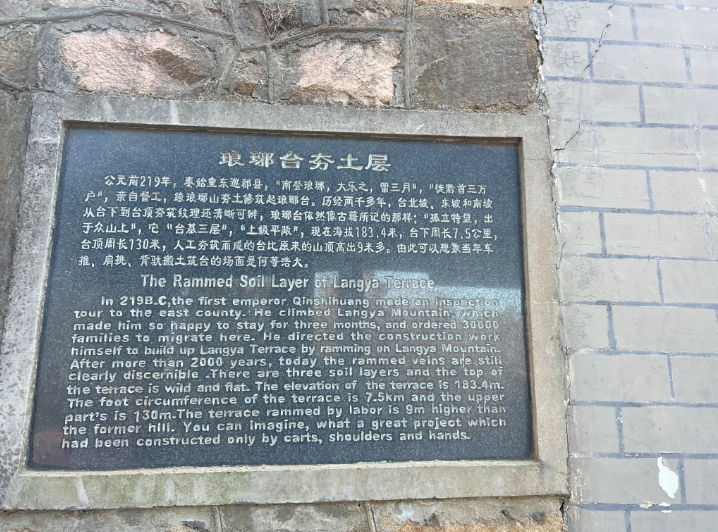 琅琊台夯土层
公元前219年，秦始皇东巡郡县，“南登琅琊，大乐之，留三月”，“徙黔首三万
户”，亲自督工，缘琅琊山夯土修筑起琅琊台。历经两千多年，台北坡、东坡和南坡
从台下到台顶夯筑纹理还清晰可辨，琅琊台依然像古籍所记的那样：“孤立特显，出
于众山上”，它“台基三层”，“上级平敞”，现在海拔183.4米，台下周长7.5公里，
台顶周长130米，人工夯筑而成的台比原来的山顶高出9米多。由此可以想象当年车
推、肩挑、背驮搬土筑台的场面是何等浩大。
The Rammed Soil Layer of Langya Terrace
In 219B.C,the first emperor Qinshihuang made an inspection
tour to the east county. He climbed Langya Mountain, which
made him so happy to stay for three months, and ordered 30000
families to migrate here. He directed the construction work
himself to build up Langya Terrace by ramming on Langya Mountain.
After more than 2000 years, today the rammed vein are still
clearly discernible .There are three soil layers and the top of
the terrace is wild and flat. The elevation of the terrace is 183.4m.
The foot circumference of the terrace is 7.5km and the upper
part's is 130m.The terrace rammed by labor is 9m higher than
the former hill. You can imagine, what a great project which
had been constructed only by carts, shoulders and hands.